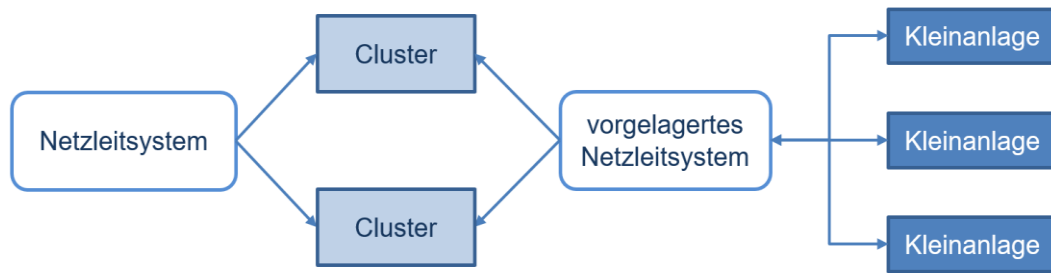 Netzleitsystem
Cluster
Cluster
vorgelagertes
Netzleitsystem
Kleinanlage
Kleinanlage
Kleinanlage